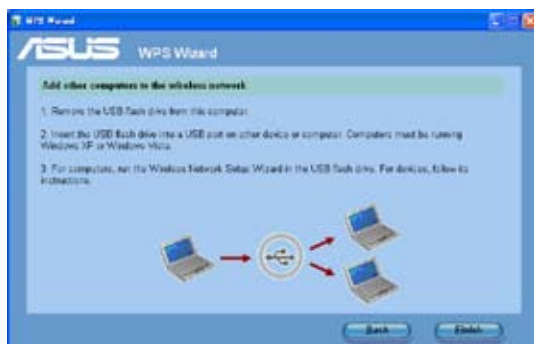 WPS Wizard
ASUS WPS Wizard
Add other computers to the wireless network
1. Remove the USB flash drive from this computer.
2. Insert the USB flash drive into a USB port on other device or computer. Computers must be running
Windows XP or Windows Vista.
3. For computers, run the Wireless Network Setup Wizard in the USB flash drive. For devices, follow its
instructions.
Back Finish